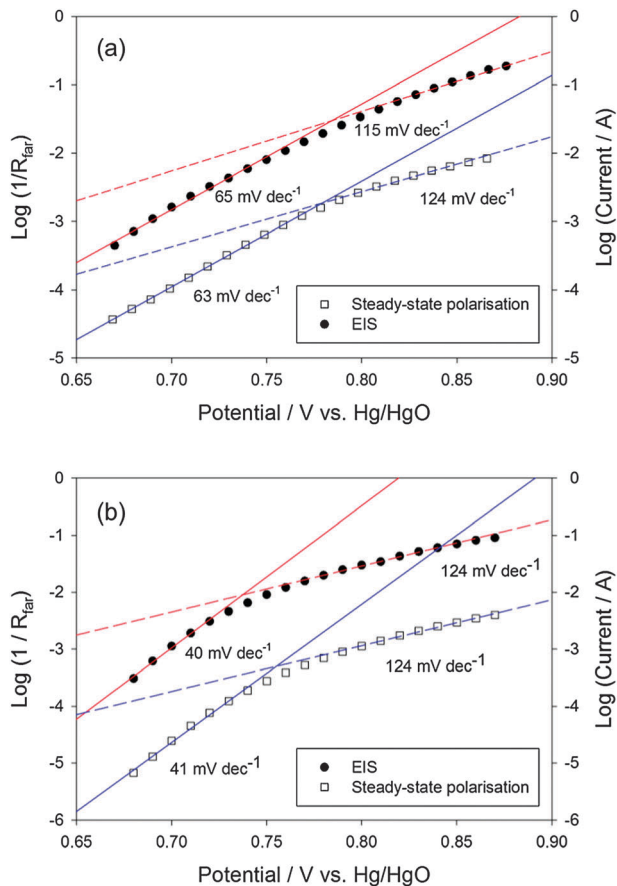 (a)
0
-1
-2
-3
-4
-5
Log (1/R_far)
0
-1
-2
-3
-4
-5
Log (Current / A)
115 mV dec⁻¹
65 mV dec⁻¹
124 mV dec⁻¹
63 mV dec⁻¹
Steady-state polarisation
EIS
0.65 0.70 0.75 0.80 0.85 0.90
Potential / V vs. Hg/HgO
(b)
0
-1
-2
-3
-4
-5
-6
Log (1 / R_far)
0
-1
-2
-3
-4
-5
-6
Log (Current / A)
124 mV dec⁻¹
40 mV dec⁻¹
124 mV dec⁻¹
41 mV dec⁻¹
EIS
Steady-state polarisation
0.65 0.70 0.75 0.80 0.85 0.90
Potential / V vs. Hg/HgO